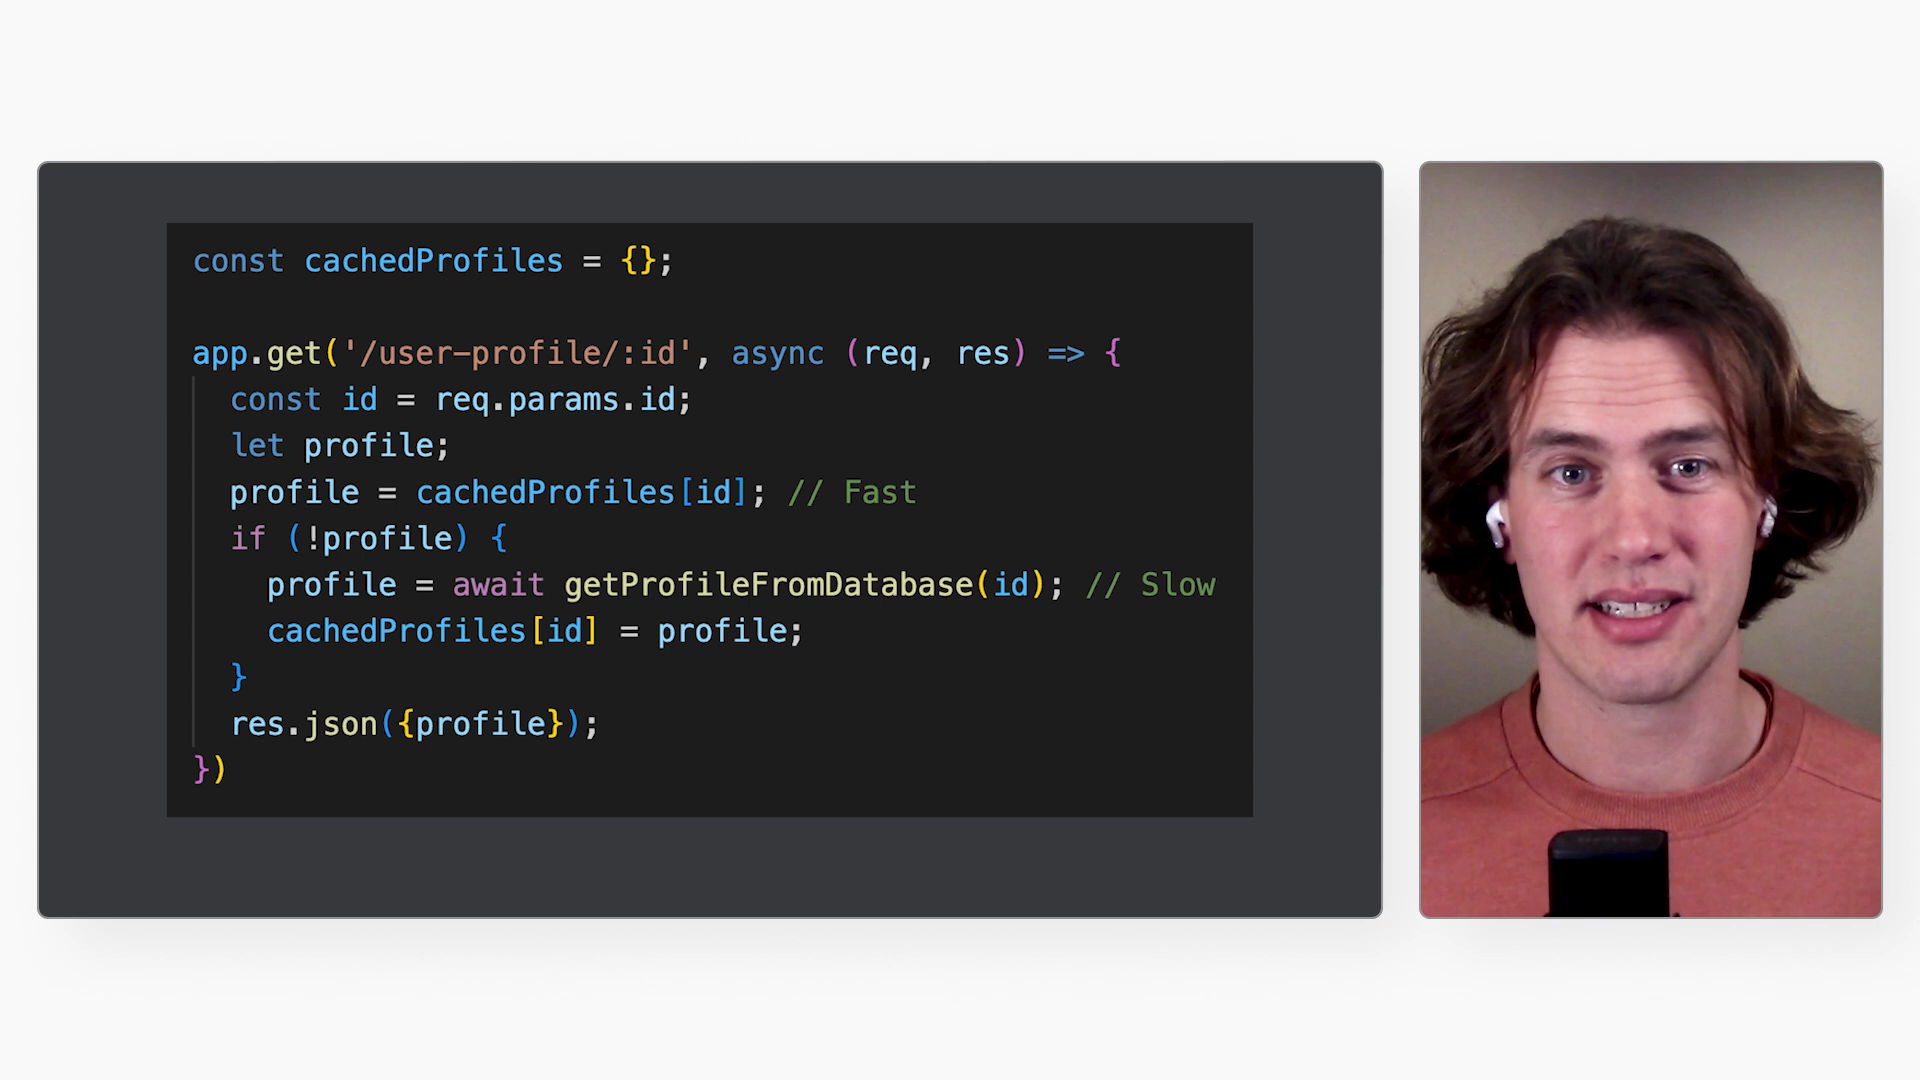 const cachedProfiles = {};
app.get('/user-profile/:id', async (req, res) => {
const id = req.params.id;
let profile;
profile = cachedProfiles[id]; // Fast
if (!profile) {
profile = await getProfileFromDatabase(id); // Slow
cachedProfiles[id] = profile;
}
res.json({profile});
})